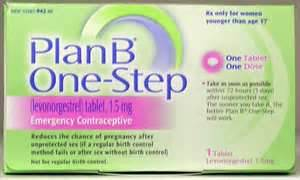 Rx only for women
younger than age 17
Plan B®
One-Step
(levonorgestrel) tablet, 1.5 mg
Emergency Contraceptive
One Tablet
One Dose
Reduces the chance of pregnancy after
unprotected sex (if a regular birth control
method fails or after sex without birth control)
Not for regular birth control.
• Take as soon as possible
within 72 hours (3 days)
after unprotected sex.
The sooner you take it, the
better Plan B® One-Step
will work.
1 Tablet
Levonorgestrel 1.5mg